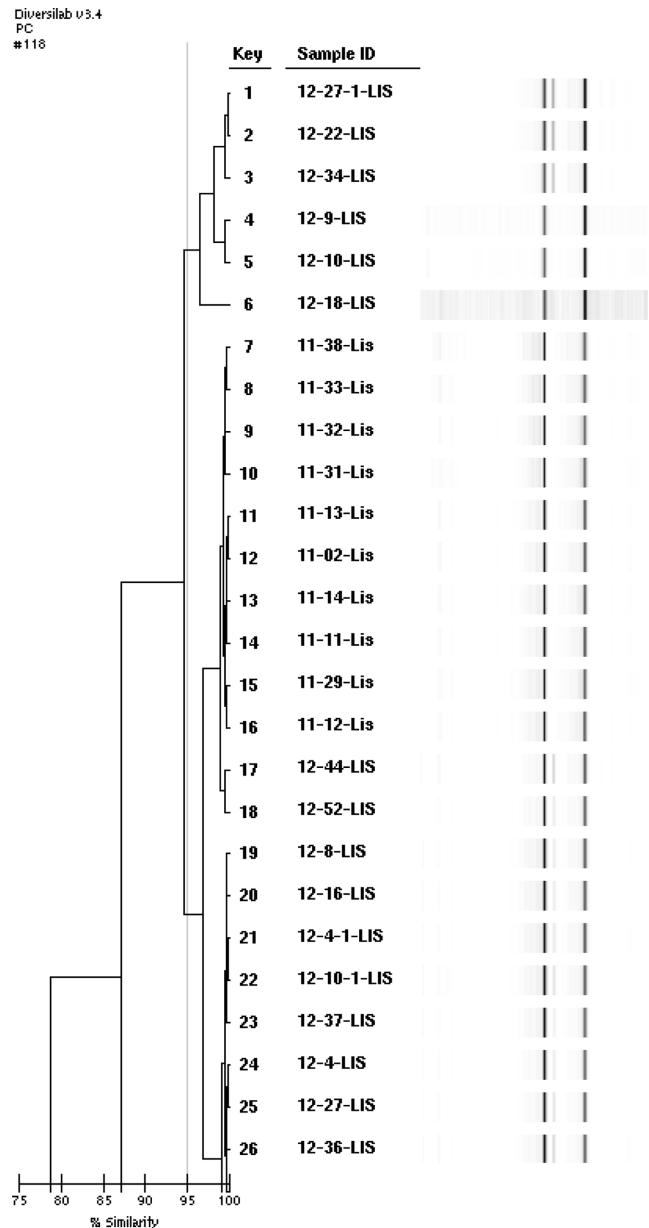 Diversilab v3.4
PC
#118
Key Sample ID
1 12-27-1-LIS
2 12-22-LIS
3 12-34-LIS
4 12-9-LIS
5 12-10-LIS
6 12-18-LIS
7 11-38-Lis
8 11-33-Lis
9 11-32-Lis
10 11-31-Lis
11 11-13-Lis
12 11-02-Lis
13 11-14-Lis
14 11-11-Lis
15 11-29-Lis
16 11-12-Lis
17 12-44-LIS
18 12-52-LIS
19 12-8-LIS
20 12-16-LIS
21 12-4-1-LIS
22 12-10-1-LIS
23 12-37-LIS
24 12-4-LIS
25 12-27-LIS
26 12-36-LIS
75 80 85 90 95 100
% Similarity